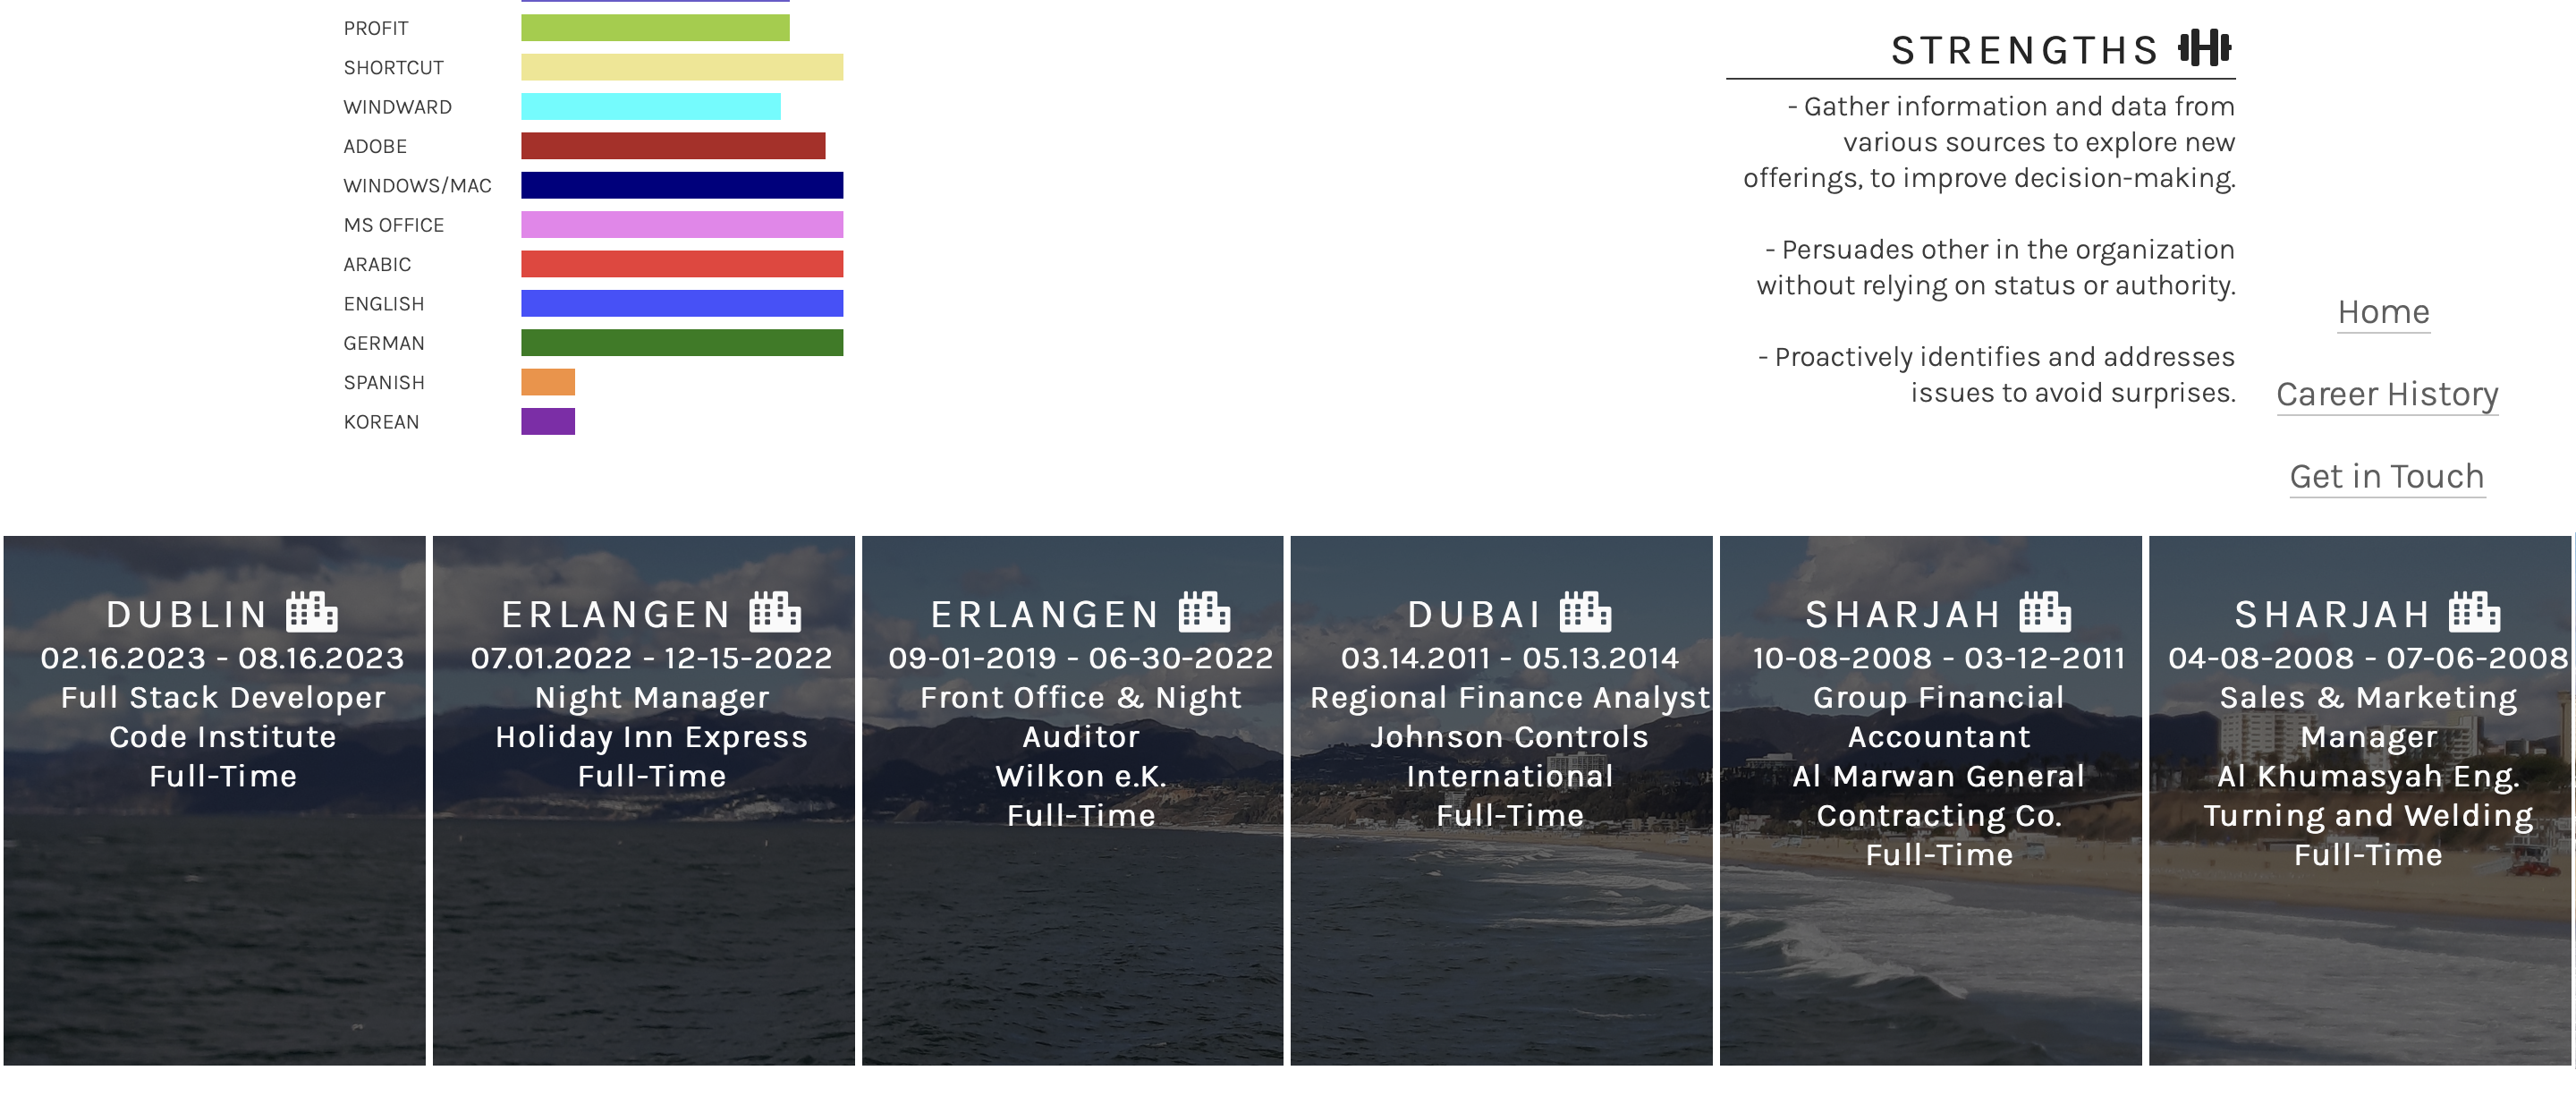 PROFIT
SHORTCUT
WINDWARD
ADOBE
WINDOWS/MAC
MS OFFICE
ARABIC
ENGLISH
GERMAN
SPANISH
KOREAN
STRENGTHS
- Gather information and data from
various sources to explore new
offerings, to improve decision-making.
- Persuades other in the organization
without relying on status or authority.
- Proactively identifies and addresses
issues to avoid surprises.
Home
Career History
Get in Touch
DUBLIN
02.16.2023 - 08.16.2023
Full Stack Developer
Code Institute
Full-Time
ERLANGEN
07.01.2022 - 12-15-2022
Night Manager
Holiday Inn Express
Full-Time
ERLANGEN
09-01-2019 - 06-30-2022
Front Office & Night
Auditor
Wilkon e.K.
Full-Time
DUBAI
03.14.2011 - 05.13.2014
Regional Finance Analyst
Johnson Controls
International
Full-Time
SHARJAH
10-08-2008 - 03-12-2011
Group Financial
Accountant
Al Marwan General
Contracting Co.
Full-Time
SHARJAH
04-08-2008 - 07-06-2008
Sales & Marketing
Manager
Al Khumasyah Eng.
Turning and Welding
Full-Time